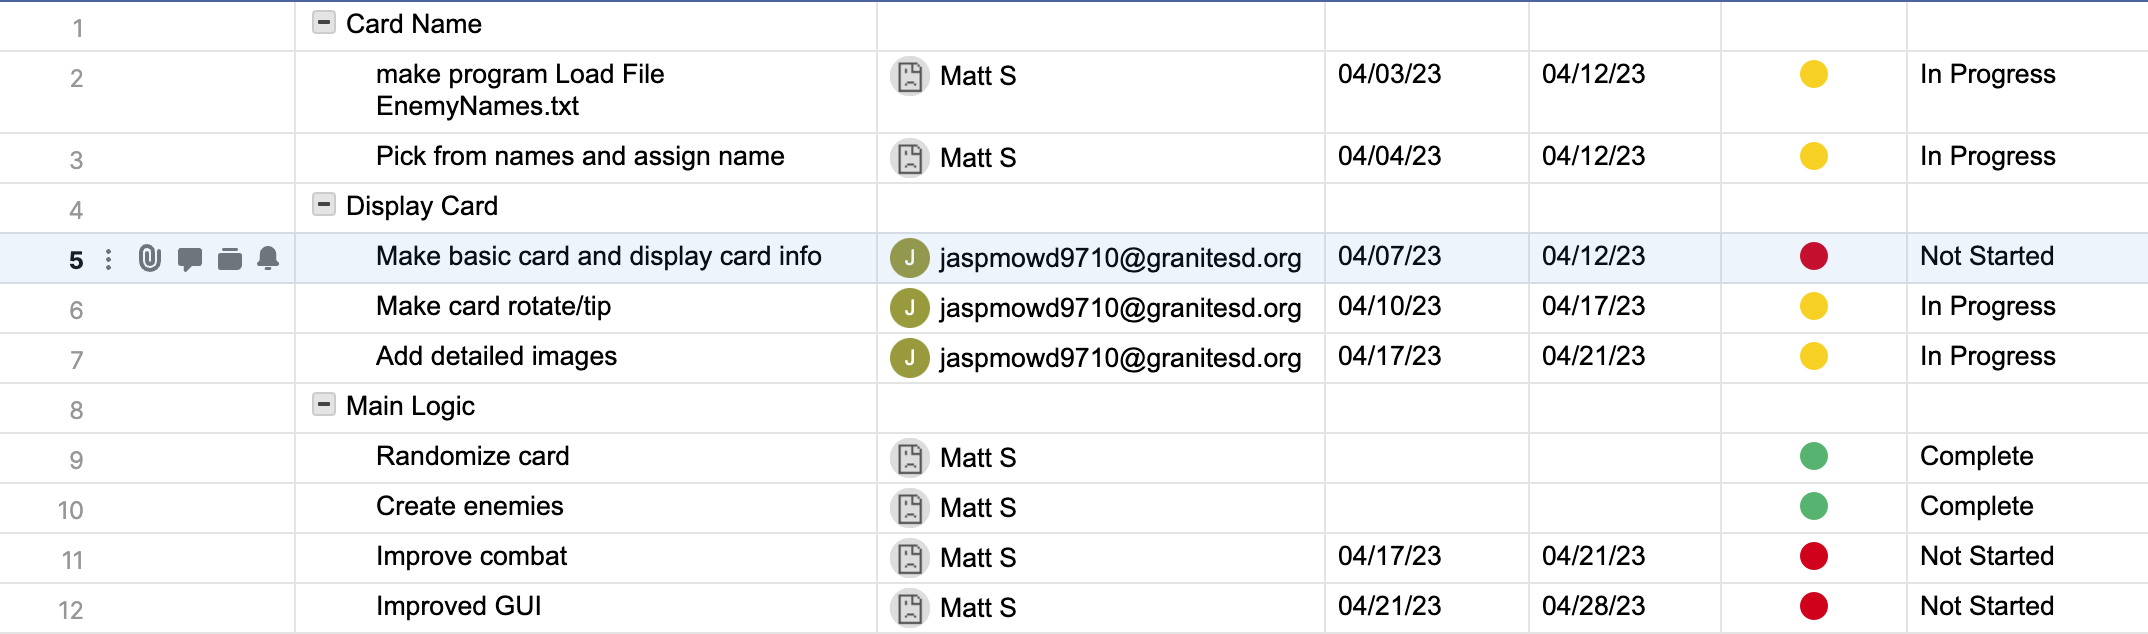 1 Card Name
2 make program Load File Matt S 04/03/23 04/12/23 In Progress
EnemyNames.txt
3 Pick from names and assign name Matt S 04/04/23 04/12/23 In Progress
4 Display Card
5 Make basic card and display card info J jaspmowd9710@granitesd.org 04/07/23 04/12/23 Not Started
6 Make card rotate/tip J jaspmowd9710@granitesd.org 04/10/23 04/17/23 In Progress
7 Add detailed images J jaspmowd9710@granitesd.org 04/17/23 04/21/23 In Progress
8 Main Logic
9 Randomize card Matt S Complete
10 Create enemies Matt S Complete
11 Improve combat Matt S 04/17/23 04/21/23 Not Started
12 Improved GUI Matt S 04/21/23 04/28/23 Not Started